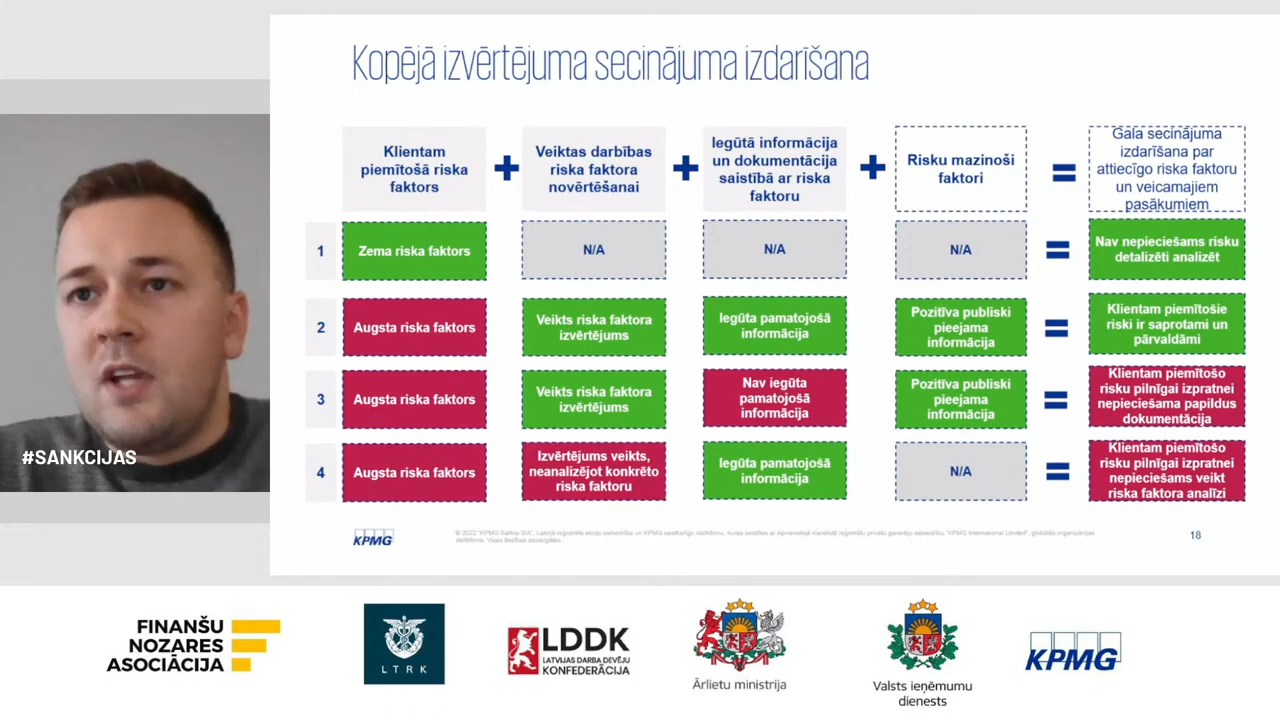 Kopējā izvērtējuma secinājuma izdarīšana
Klientam
piemītošā riska
faktors
Veiktas darbības
riska faktora
novērtēšanai
Iegūtā informācija
un dokumentācija
saistībā ar riska
faktoru
Risku mazinoši
faktori
Gala secinājuma
izdarīšana par
attiecīgo riska faktoru
un veicamajiem
pasākumiem
1
Zema riska faktors
N/A
N/A
N/A
Nav nepieciešams risku
detalizēti analizēt
2
Augsta riska faktors
Veikts riska faktora
izvērtējums
Iegūta pamatojošā
informācija
Pozitīva publiski
pieejama
informācija
Klientam piemītošie
riski ir saprotami un
pārvaldāmi
3
Augsta riska faktors
Veikts riska faktora
izvērtējums
Nav iegūta
pamatojošā
informācija
Pozitīva publiski
pieejama
informācija
Klientam piemītošo
risku pilnīgai izpratnei
nepieciešama papildus
dokumentācija
4
Augsta riska faktors
Izvērtējums veikts,
neanalizējot konkrēto
riska faktoru
Iegūta pamatojošā
informācija
N/A
Klientam piemītošo
risku pilnīgai izpratnei
nepieciešams veikt
riska faktora analīzi
#SANKCIJAS
KPMG
© 2022 "KPMG Baltics SIA", Latvijā reģistrēta
18
FINANŠU
NOZARES
ASOCIĀCIJA
LTRK
LDDK
LATVIJAS DARBA DEVĒJU
KONFEDERĀCIJA
Ārlietu ministrija
Valsts ieņēmumu
dienests
KPMG